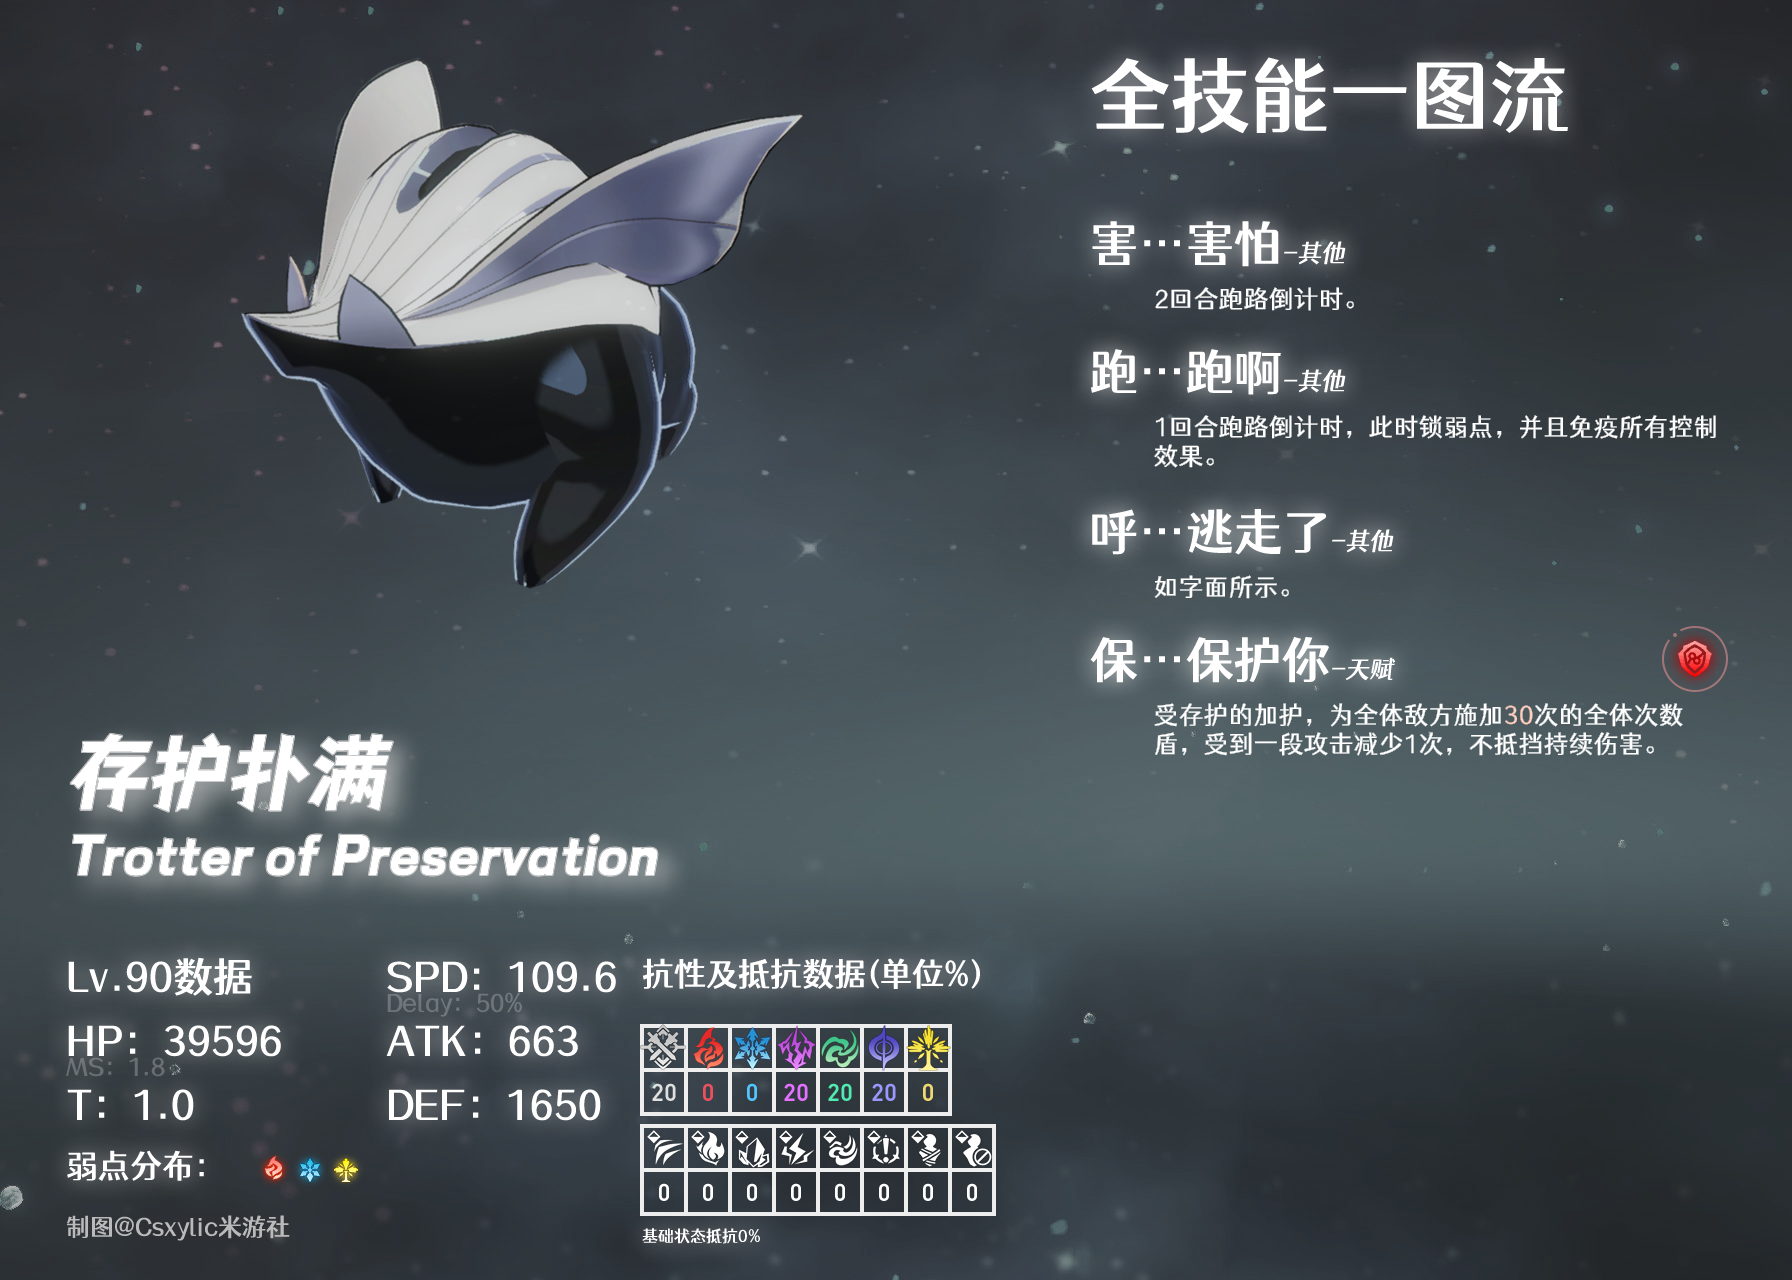 全技能一图流
害…害怕-其他
2回合跑路倒计时。
跑…跑啊-其他
1回合跑路倒计时，此时锁弱点，并且免疫所有控制
效果。
呼…逃走了-其他
如字面所示。
保…保护你-天赋
受存护的加护，为全体敌方施加30次的全体次数
盾，受到一段攻击减少1次，不抵挡持续伤害。
存护扑满
Trotter of Preservation
Lv.90数据
SPD：109.6
Delay：50%
HP：39596
ATK：663
MS：1.8
T：1.0
DEF：1650
弱点分布：
制图@Csxylic米游社
抗性及抵抗数据(单位%)
20 0 0 20 20 20 0
0 0 0 0 0 0 0 0
基础状态抵抗0%